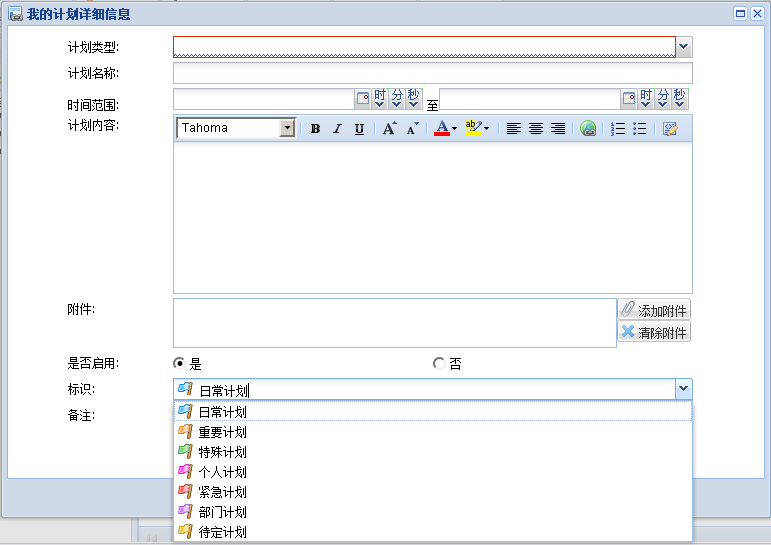 我的计划详细信息
计划类型:
计划名称:
时间范围: 时 分 秒 至 时 分 秒
计划内容: Tahoma B I U A A A ab
附件: 添加附件
清除附件
是否启用: 是 否
标识: 日常计划
备注: 日常计划
重要计划
特殊计划
个人计划
紧急计划
部门计划
待定计划